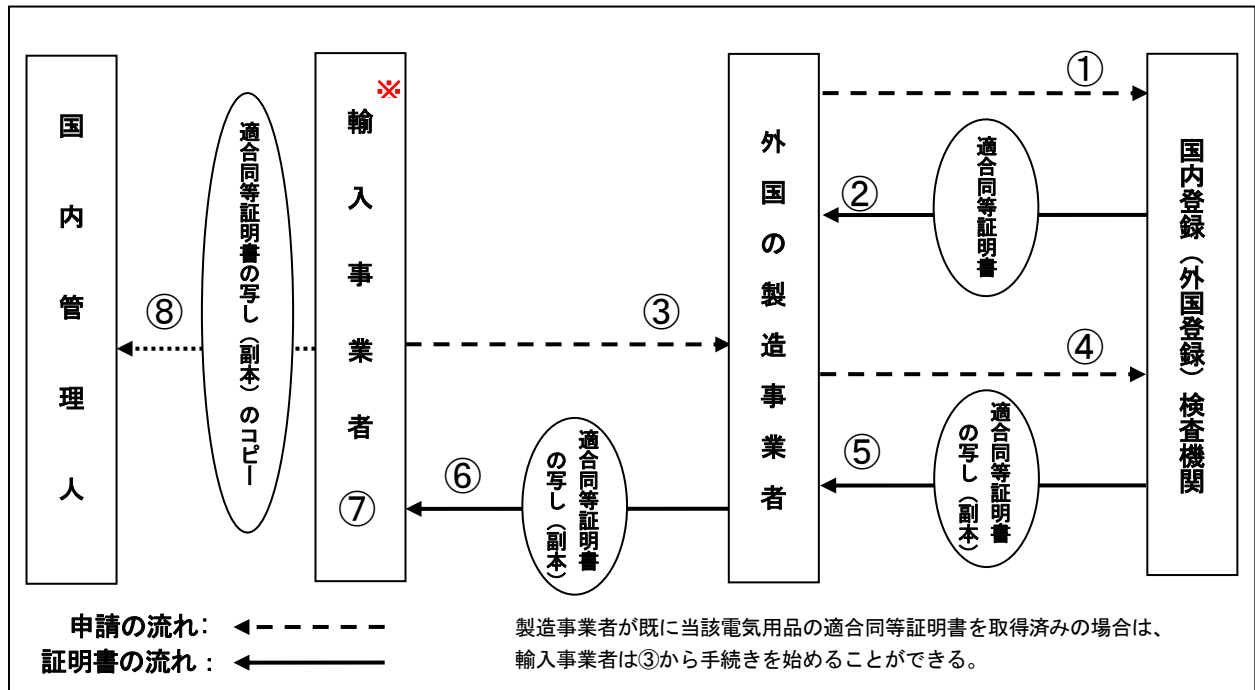 国内管理人
⑧
適合同等証明書の写し（副本）のコピー
※
輸入事業者
⑦
③
⑥
適合同等証明書
の写し（副本）
外国の製造事業者
①
②
適合同等証明書
④
⑤
適合同等証明書
の写し（副本）
国内登録（外国登録）検査機関
申請の流れ：
証明書の流れ：
製造事業者が既に当該電気用品の適合同等証明書を取得済みの場合は、
輸入事業者は③から手続きを始めることができる。